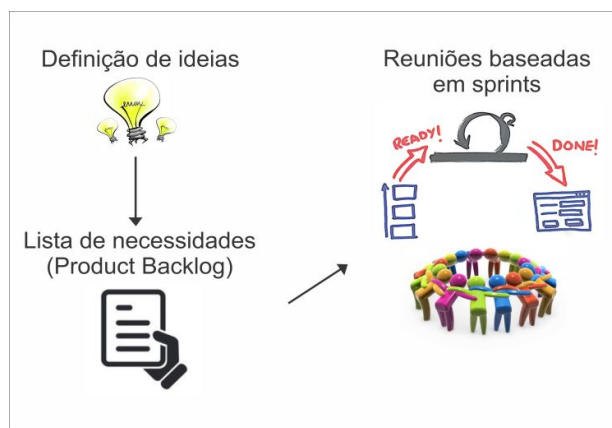 Definição de ideias
Lista de necessidades
(Product Backlog)
Reuniões baseadas
em sprints
READY!
DONE!